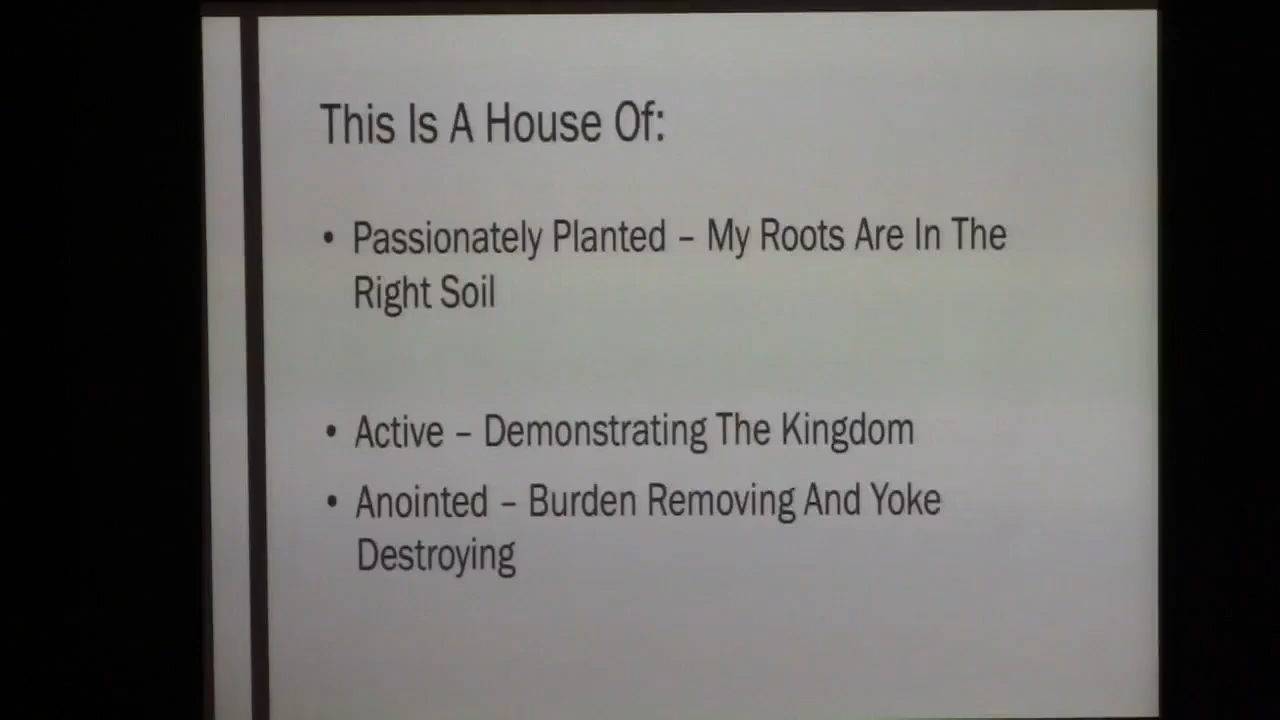 This Is A House Of:
• Passionately Planted – My Roots Are In The
Right Soil
• Active – Demonstrating The Kingdom
• Anointed – Burden Removing And Yoke
Destroying